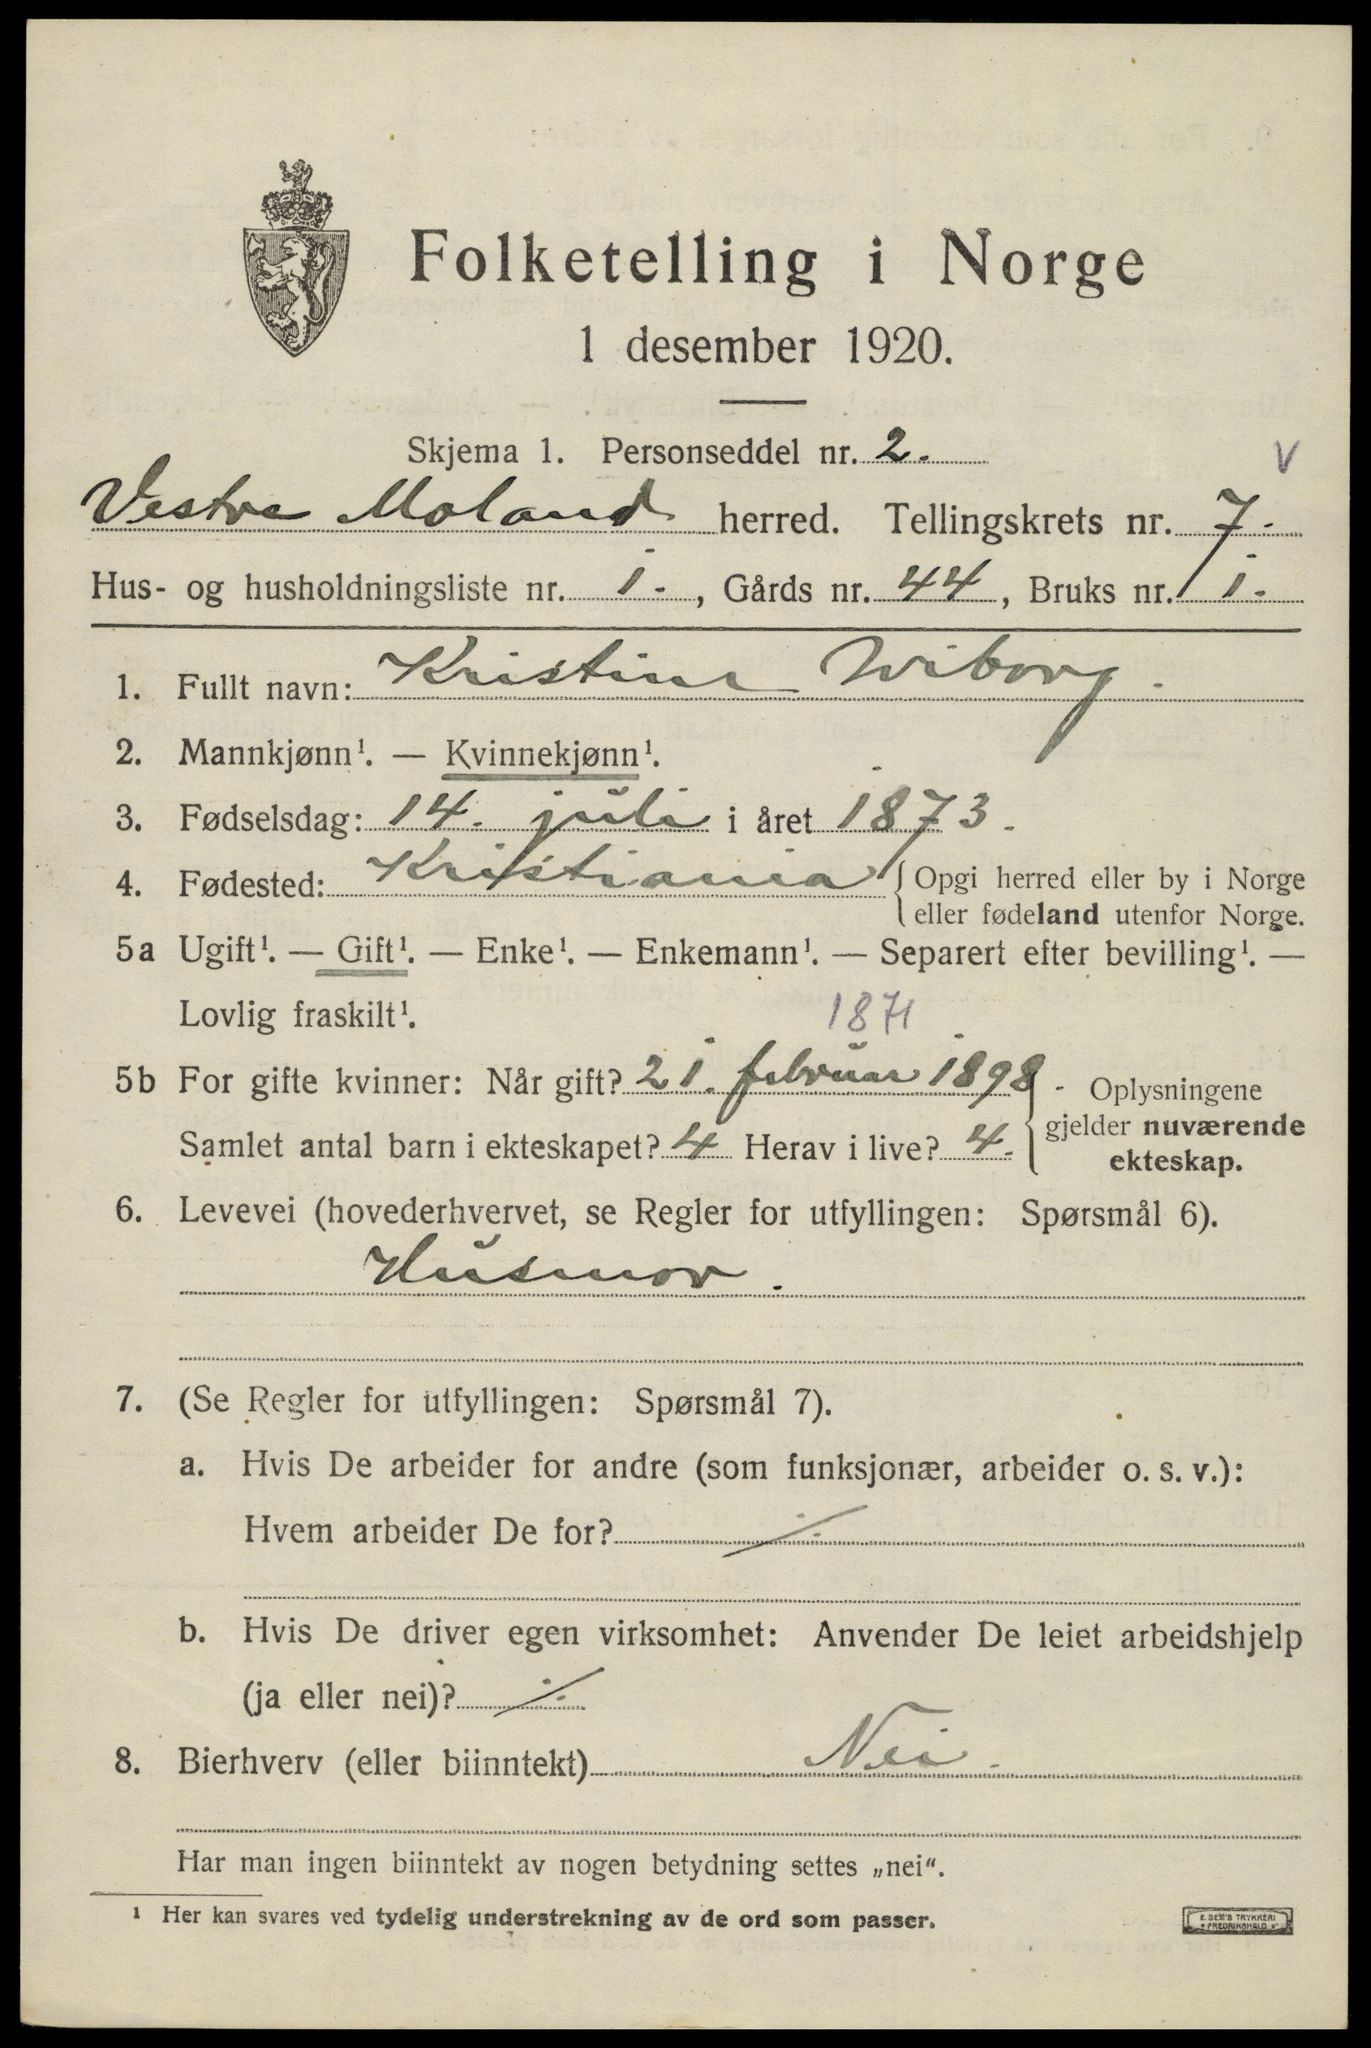 Folketelling i Norge
1 desember 1920.
Skjema 1. Personseddel nr. 2.
V
Vestre Moland herred. Tellingskrets nr. 7.
Hus- og husholdningsliste nr. 1., Gårds nr. 44, Bruks nr. 1.
1. Fullt navn: Kristine Wiborg.
2. Mannkjønn¹. — Kvinnekjønn¹.
3. Fødselsdag: 14. juli i året 1873.
4. Fødested: Kristiania { Opgi herred eller by i Norge
eller fødeland utenfor Norge.
5a Ugift¹. — Gift¹. — Enke¹. — Enkemann¹. — Separert efter bevilling¹. —
Lovlig fraskilt¹.
1871
5b For gifte kvinner: Når gift? 21. februar 1898. Oplysningene
Samlet antal barn i ekteskapet? 4 Herav i live? 4. gjelder nuværende
ekteskap.
6. Levevei (hovederhvervet, se Regler for utfyllingen: Spørsmål 6).
Husmor.
7. (Se Regler for utfyllingen: Spørsmål 7).
a. Hvis De arbeider for andre (som funksjonær, arbeider o. s. v.):
Hvem arbeider De for? ⁒
b. Hvis De driver egen virksomhet: Anvender De leiet arbeidshjelp
(ja eller nei)? ⁒
8. Bierhverv (eller biinntekt) Nei.
Har man ingen biinntekt av nogen betydning settes „nei“.
¹ Her kan svares ved tydelig understrekning av de ord som passer.
E. SEM'S TRYKKERI
FREDRIKSHALD